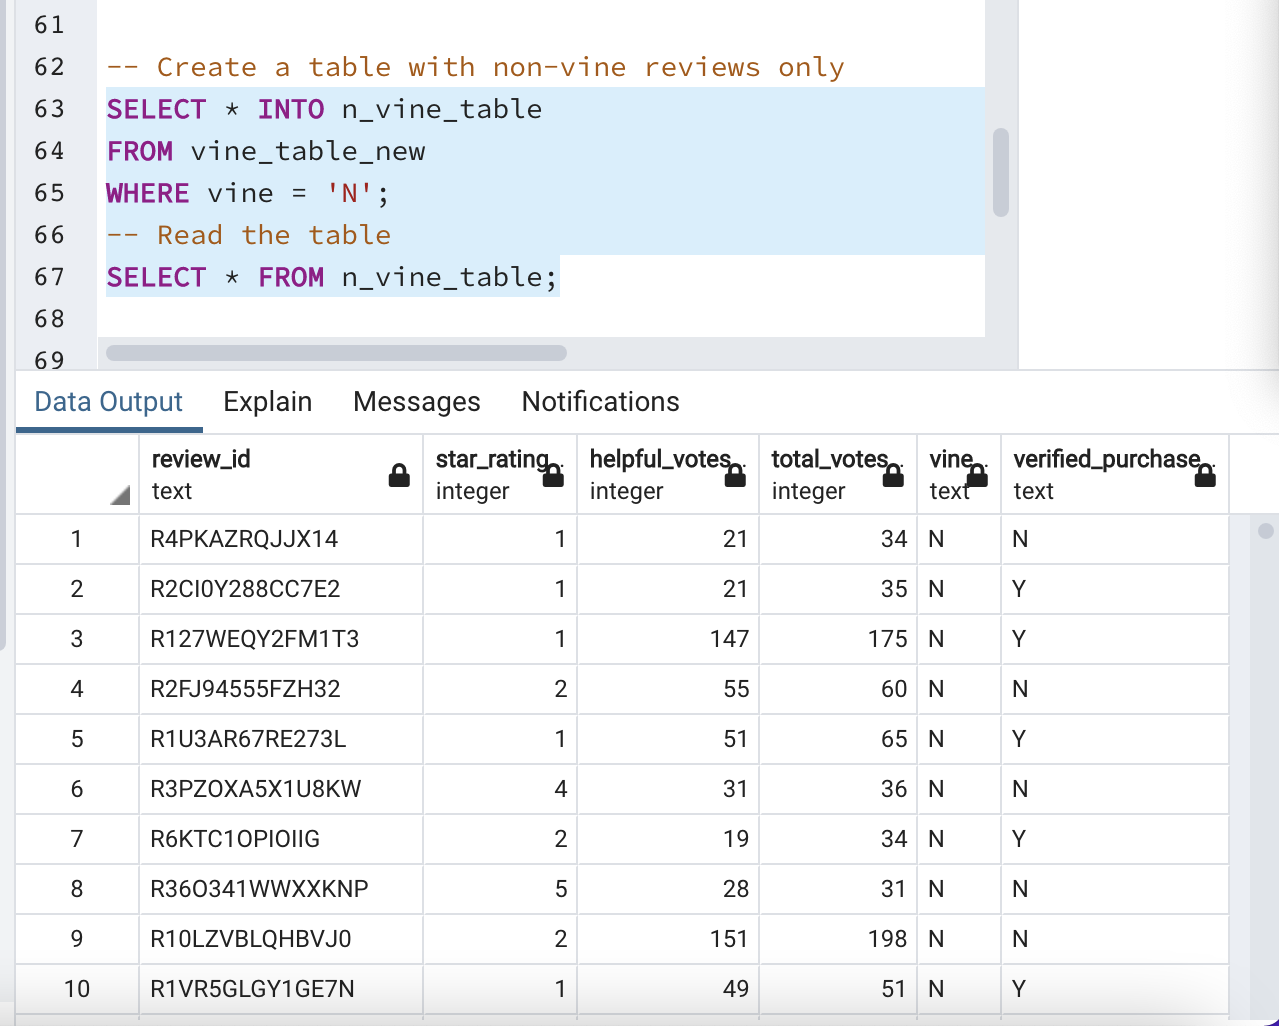 61
62 -- Create a table with non-vine reviews only
63 SELECT * INTO n_vine_table
64 FROM vine_table_new
65 WHERE vine = 'N';
66 -- Read the table
67 SELECT * FROM n_vine_table;
68
69
Data Output Explain Messages Notifications
review_id star_rating helpful_votes total_votes vine verified_purchase
text integer integer integer text text
1 R4PKAZRQJJX14 1 21 34 N N
2 R2CI0Y288CC7E2 1 21 35 N Y
3 R127WEQY2FM1T3 1 147 175 N Y
4 R2FJ94555FZH32 2 55 60 N N
5 R1U3AR67RE273L 1 51 65 N Y
6 R3PZOXA5X1U8KW 4 31 36 N N
7 R6KTC1OPIOIIG 2 19 34 N Y
8 R36O341WWXXKNP 5 28 31 N N
9 R10LZVBLQHBVJ0 2 151 198 N N
10 R1VR5GLGY1GE7N 1 49 51 N Y